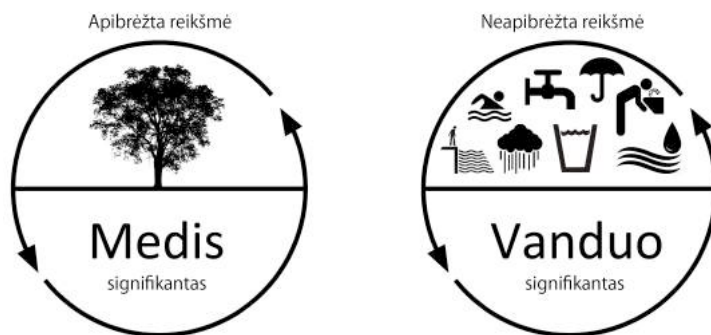 Apibrėžta reikšmė
Medis
signifikantas
Neapibrėžta reikšmė
Vanduo
signifikantas